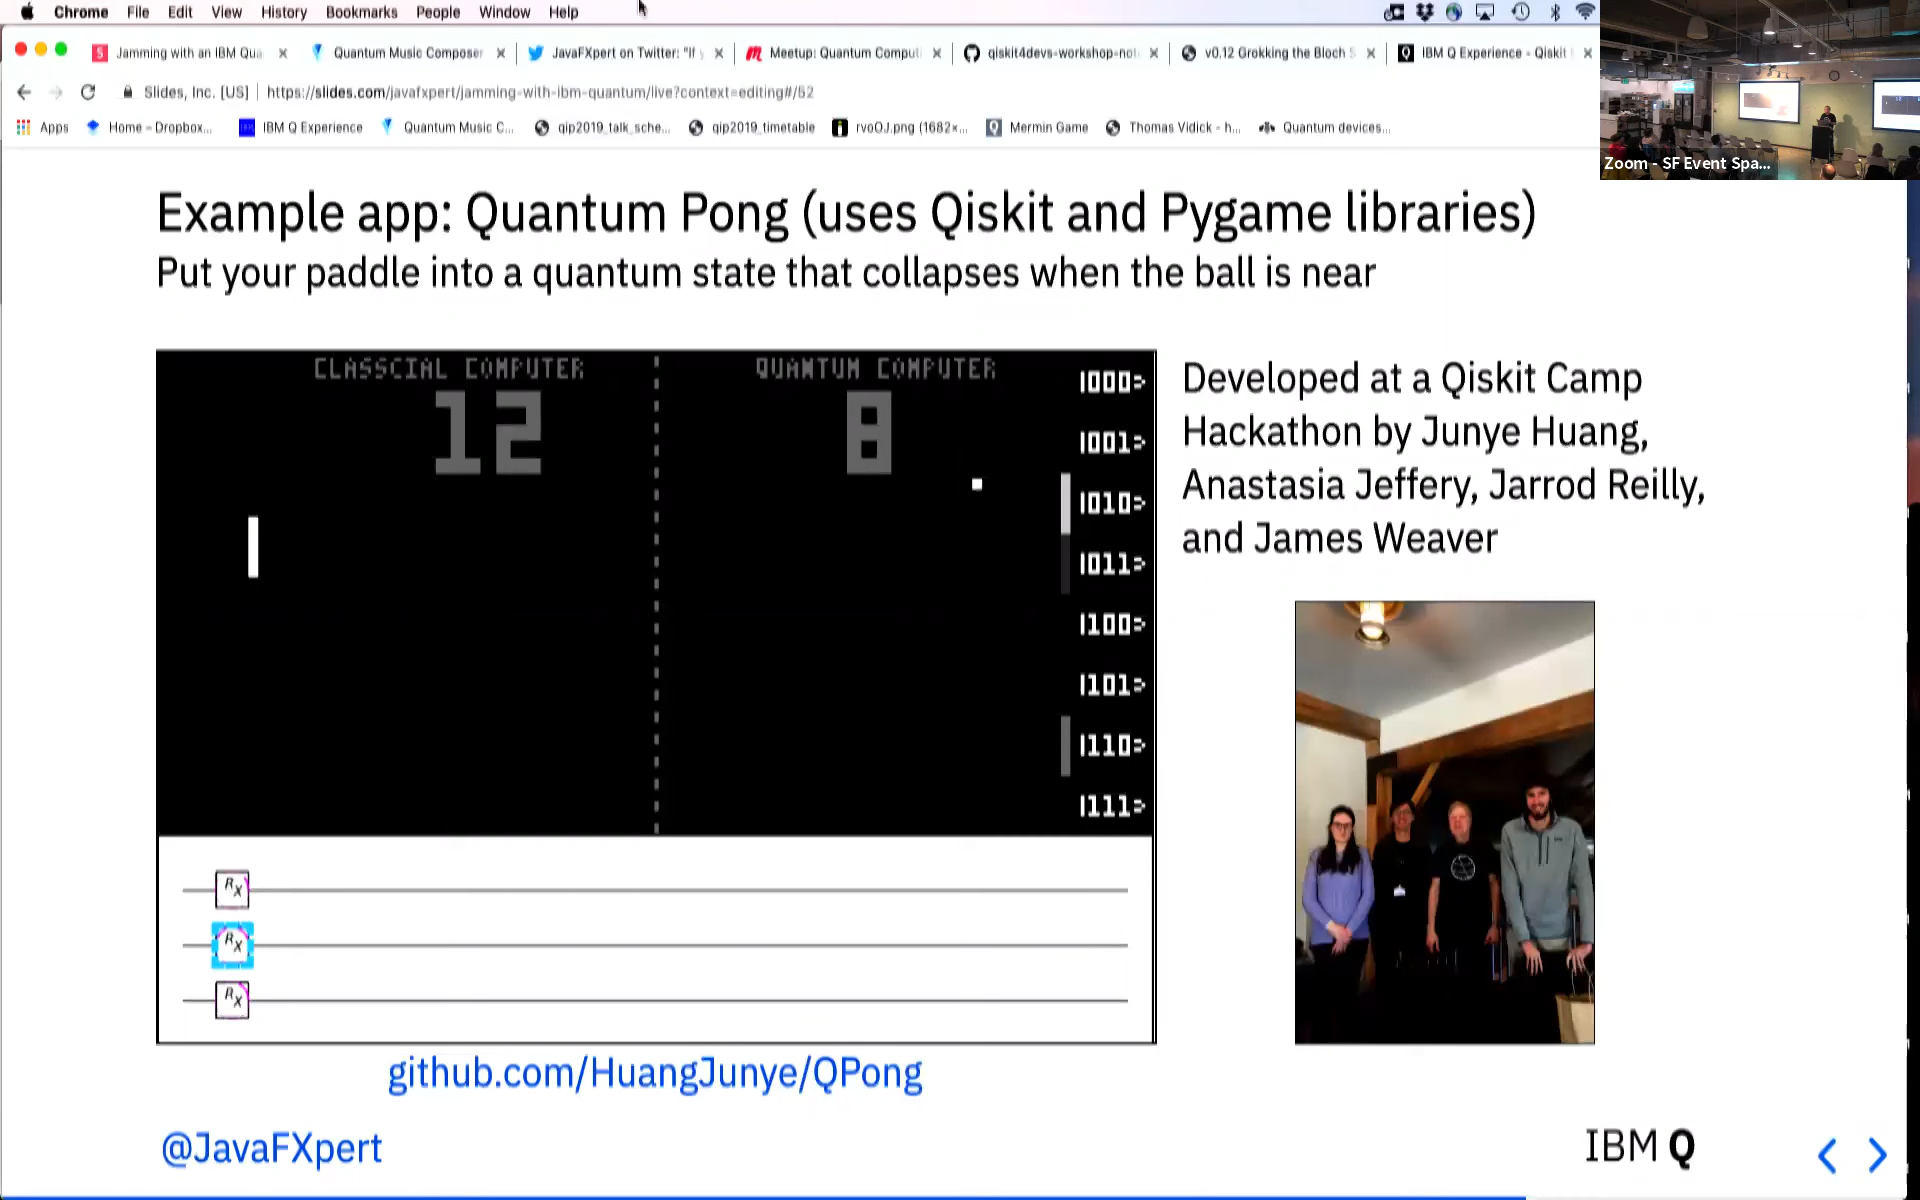 Chrome File Edit View History Bookmarks People Window Help
Jamming with an IBM Qua
Quantum Music Composer
JavaFXpert on Twitter: "If y
Meetup: Quantum Computi
qiskit4devs-workshop-not
v0.12 Grokking the Bloch S
IBM Q Experience - Qiskit
Slides, Inc. [US] https://slides.com/javafxpert/jamming-with-ibm-quantum/live?context=editing#/52
Apps Home – Dropbox... IBM Q Experience Quantum Music C... qip2019_talk_sche... qip2019_timetable rvoOJ.png (1682×... Mermin Game Thomas Vidick - h... Quantum devices...
Zoom - SF Event Spa...
Example app: Quantum Pong (uses Qiskit and Pygame libraries)
Put your paddle into a quantum state that collapses when the ball is near
CLASSCIAL COMPUTER
QUANTUM COMPUTER
12
8
|000>
|001>
|010>
|011>
|100>
|101>
|110>
|111>
Developed at a Qiskit Camp
Hackathon by Junye Huang,
Anastasia Jeffery, Jarrod Reilly,
and James Weaver
RX
RX
RX
github.com/HuangJunye/QPong
@JavaFXpert
IBM Q